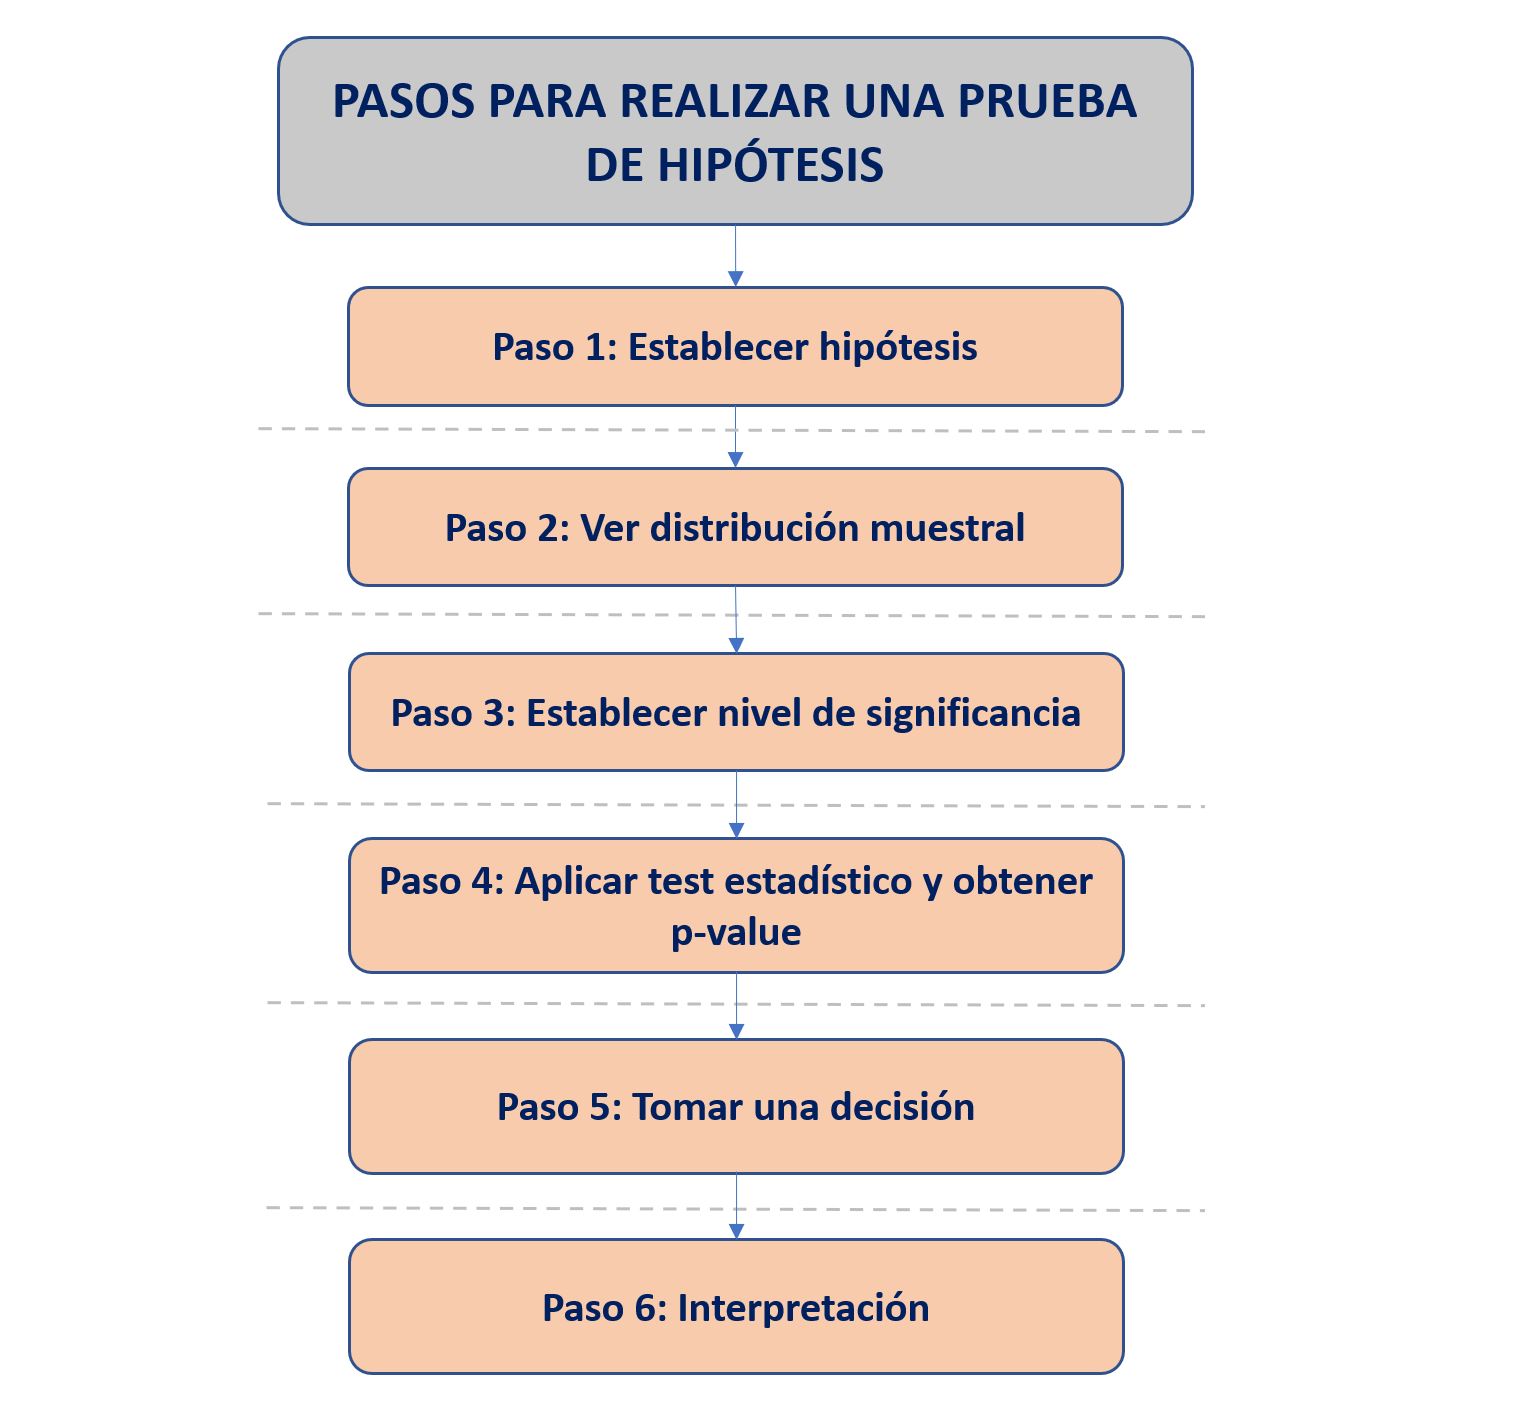 PASOS PARA REALIZAR UNA PRUEBA
DE HIPÓTESIS
Paso 1: Establecer hipótesis
Paso 2: Ver distribución muestral
Paso 3: Establecer nivel de significancia
Paso 4: Aplicar test estadístico y obtener
p-value
Paso 5: Tomar una decisión
Paso 6: Interpretación